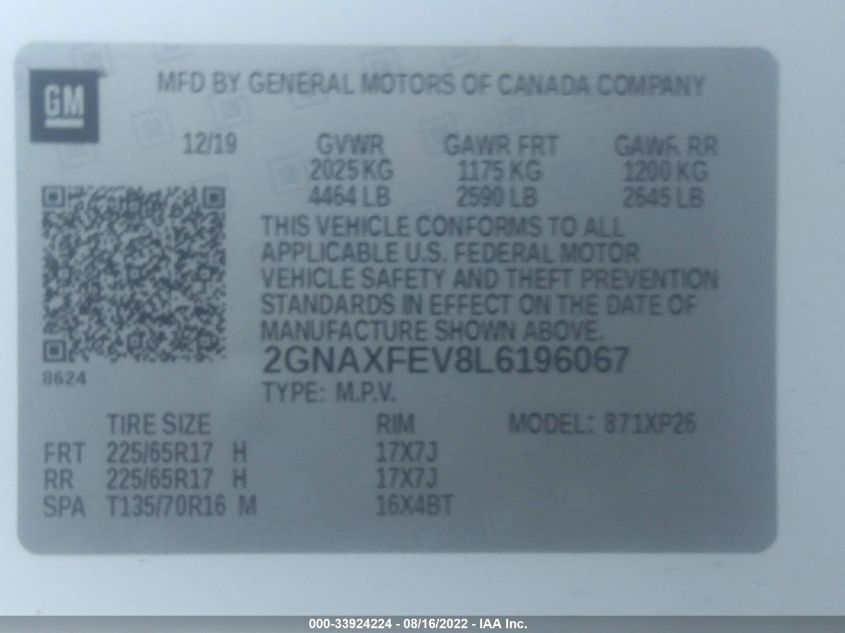 GM
MFD BY GENERAL MOTORS OF CANADA COMPANY
12/19 GVWR GAWR FRT GAWR RR
2025 KG 1175 KG 1200 KG
4464 LB 2590 LB 2645 LB
THIS VEHICLE CONFORMS TO ALL
APPLICABLE U.S. FEDERAL MOTOR
VEHICLE SAFETY AND THEFT PREVENTION
STANDARDS IN EFFECT ON THE DATE OF
MANUFACTURE SHOWN ABOVE.
2GNAXFEV8L6196067
8624
TYPE: M.P.V.
TIRE SIZE RIM MODEL: 871XP26
FRT 225/65R17 H 17X7J
RR 225/65R17 H 17X7J
SPA T135/70R16 M 16X4BT
000-33924224 - 08/16/2022 - IAA Inc.